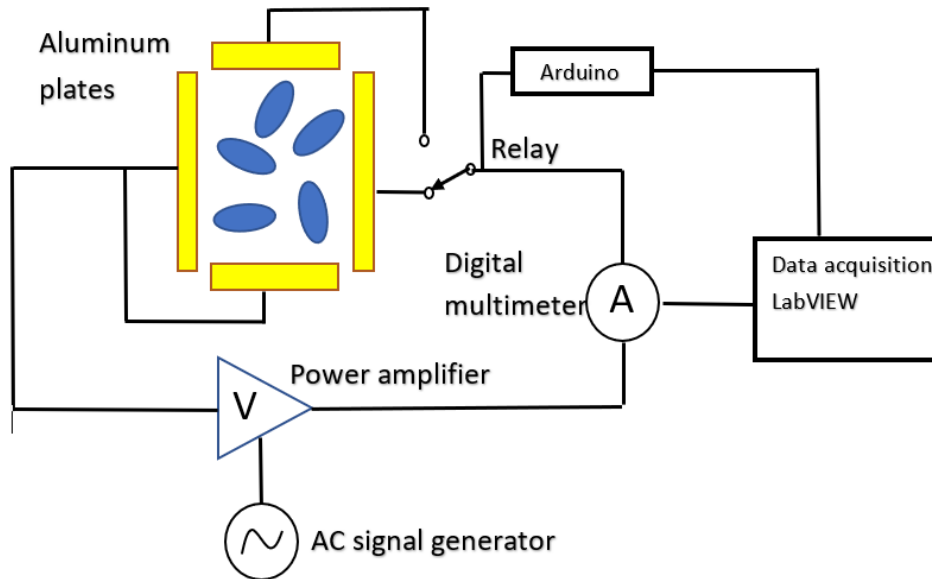 Aluminum
plates
Arduino
Relay
Digital
multimeter
A
Data acquisition
LabVIEW
Power amplifier
V
AC signal generator